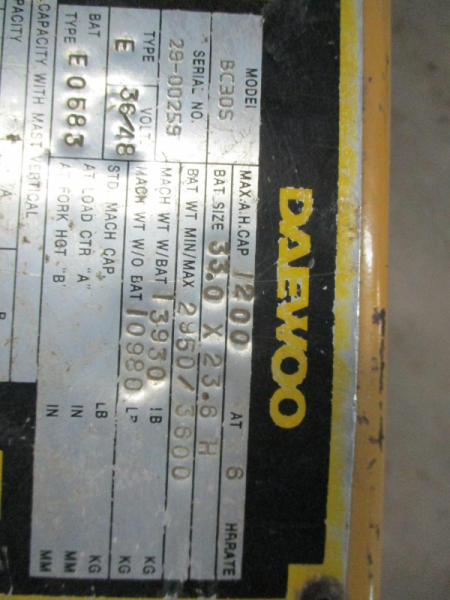 DAEWOO
MODEL MAX.A.H.CAP 1200 AT 6 HR.RATE
BC30S BAT. SIZE 33.0 X 23.6 H
SERIAL NO. BAT WT MIN/MAX 2950/3600
29-00259 MACH WT W/BAT 13930 LB KG
TYPE VOLT MACH WT W/O BAT 10980 LB KG
E 36/48 STD MACH CAP LB KG
BAT AT LOAD CTR "A" IN MM
TYPE E0583 AT FORK HGT "B" IN MM
CAPACITY WITH MAST VERTICAL
PACITY